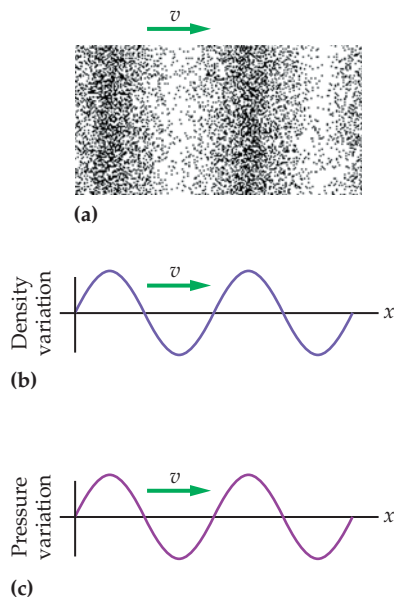 v
(a)
Density
variation
v
x
(b)
Pressure
variation
v
x
(c)